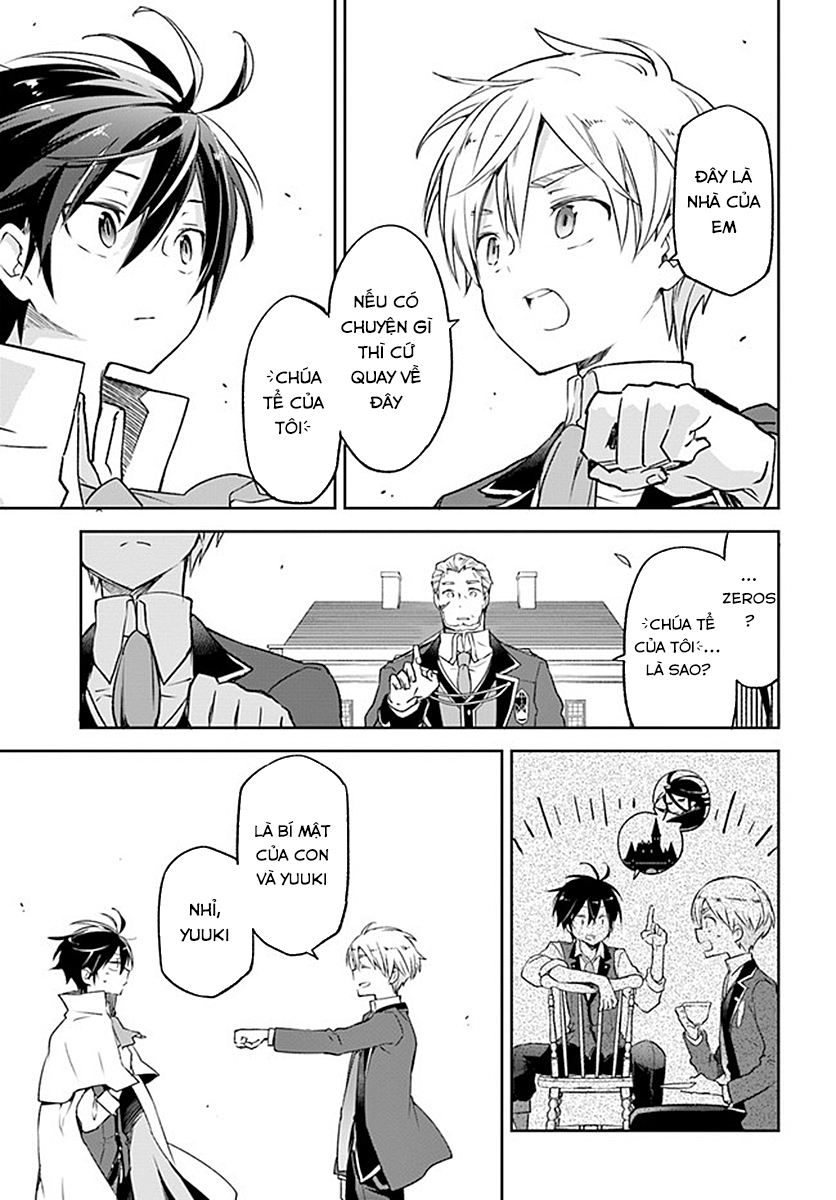 ĐÂY LÀ
NHÀ CỦA
EM
NẾU CÓ
CHUYỆN GÌ
THÌ CỨ
QUAY VỀ
ĐÂY
CHÚA
TỂ CỦA
TÔI
...
ZEROS
?
CHÚA TỂ
CỦA TÔI...
LÀ SAO?
LÀ BÍ MẬT
CỦA CON
VÀ YUUKI
NHỈ,
YUUKI